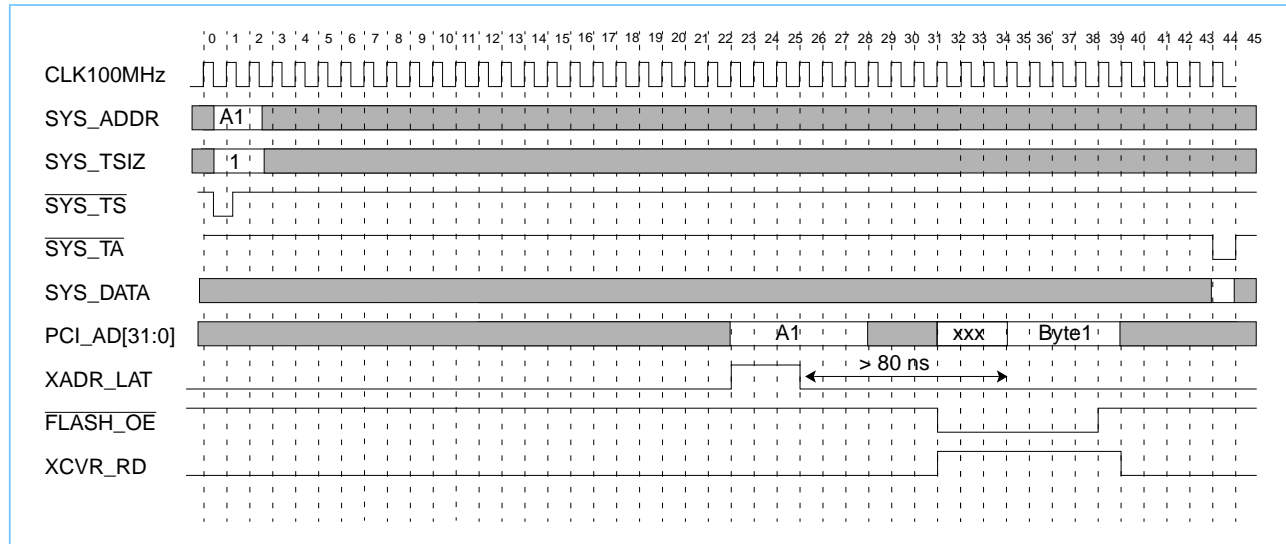 0 1 2 3 4 5 6 7 8 9 10 11 12 13 14 15 16 17 18 19 20 21 22 23 24 25 26 27 28 29 30 31 32 33 34 35 36 37 38 39 40 41 42 43 44 45
CLK100MHz
SYS_ADDR A1
SYS_TSIZ 1
SYS_TS
SYS_TA
SYS_DATA
PCI_AD[31:0] A1 xxx Byte1
XADR_LAT > 80 ns
FLASH_OE
XCVR_RD